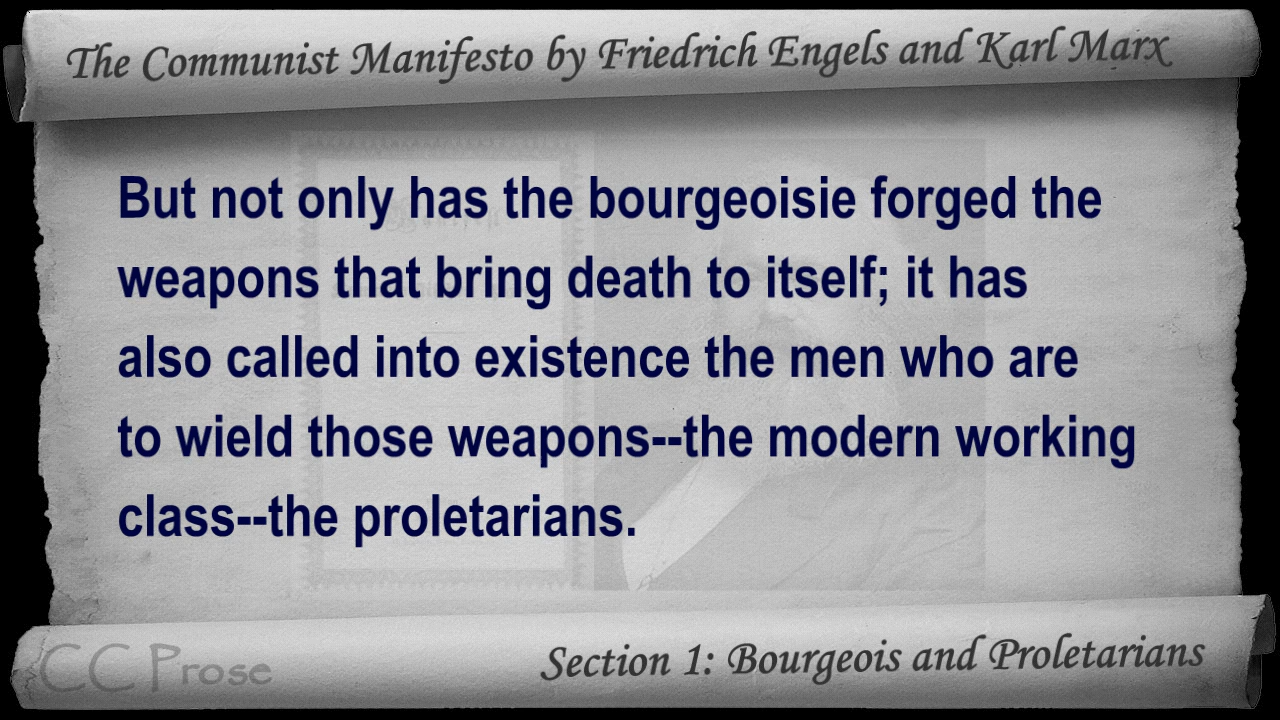 The Communist Manifesto by Friedrich Engels and Karl Marx
But not only has the bourgeoisie forged the
weapons that bring death to itself; it has
also called into existence the men who are
to wield those weapons--the modern working
class--the proletarians.
CC Prose
Section 1: Bourgeois and Proletarians